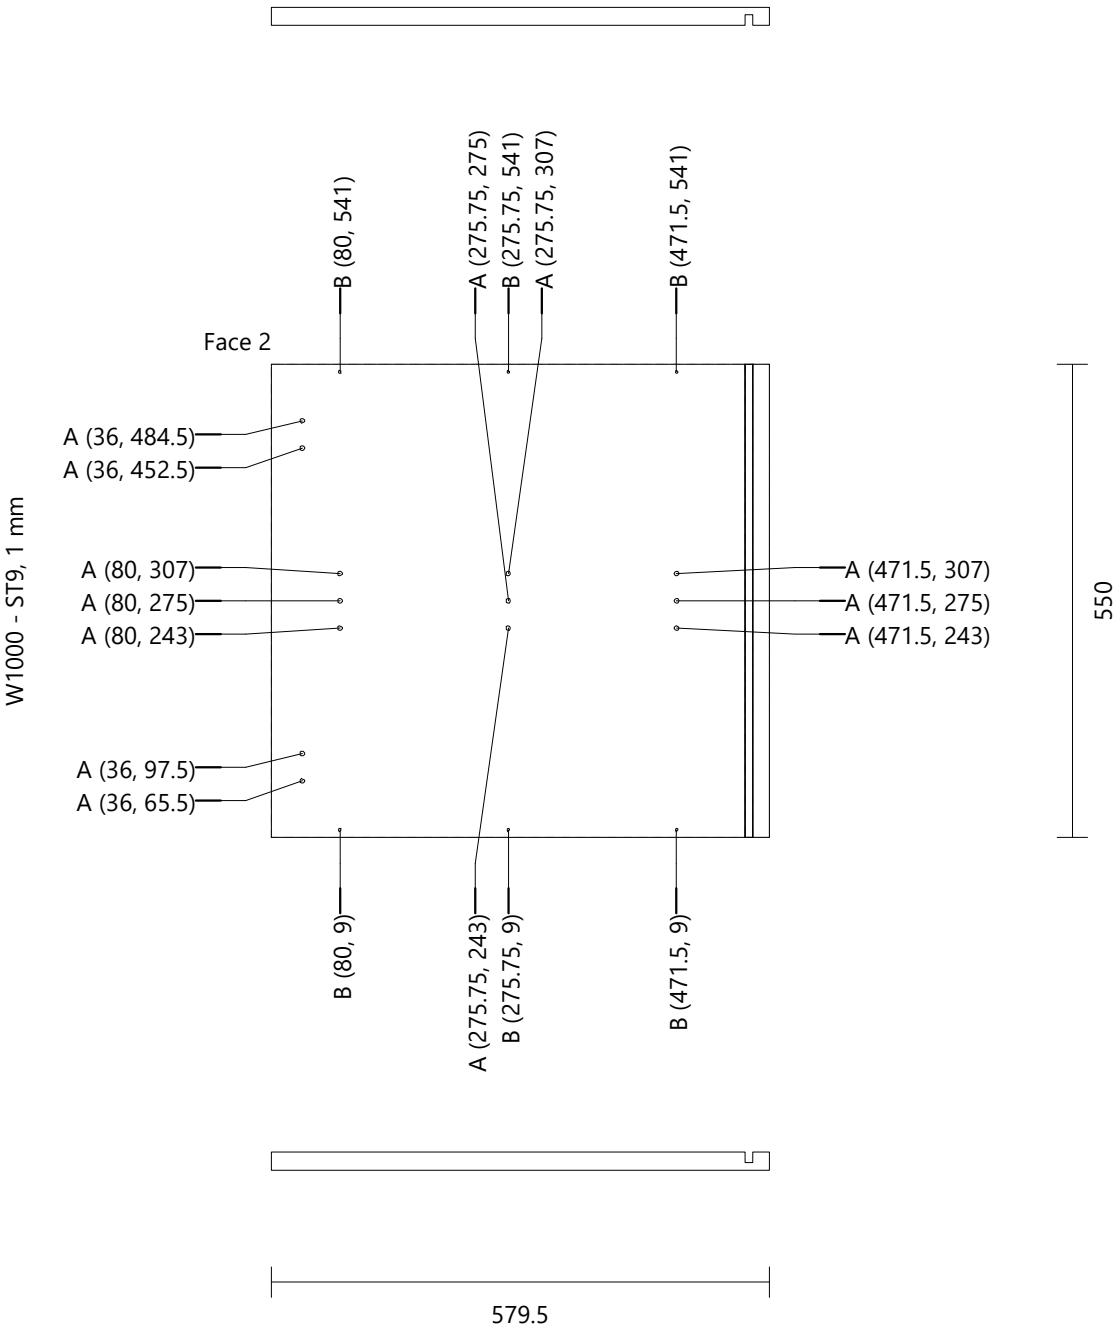 A (275.75, 275)
B (275.75, 541)
A (275.75, 307)
B (471.5, 541)
B (80, 541)
Face 2
A (36, 484.5)
A (36, 452.5)
W1000 - ST9, 1 mm
A (80, 307)
A (80, 275)
A (80, 243)
A (471.5, 307)
A (471.5, 275)
A (471.5, 243)
550
A (36, 97.5)
A (36, 65.5)
B (80, 9)
A (275.75, 243)
B (275.75, 9)
B (471.5, 9)
579.5